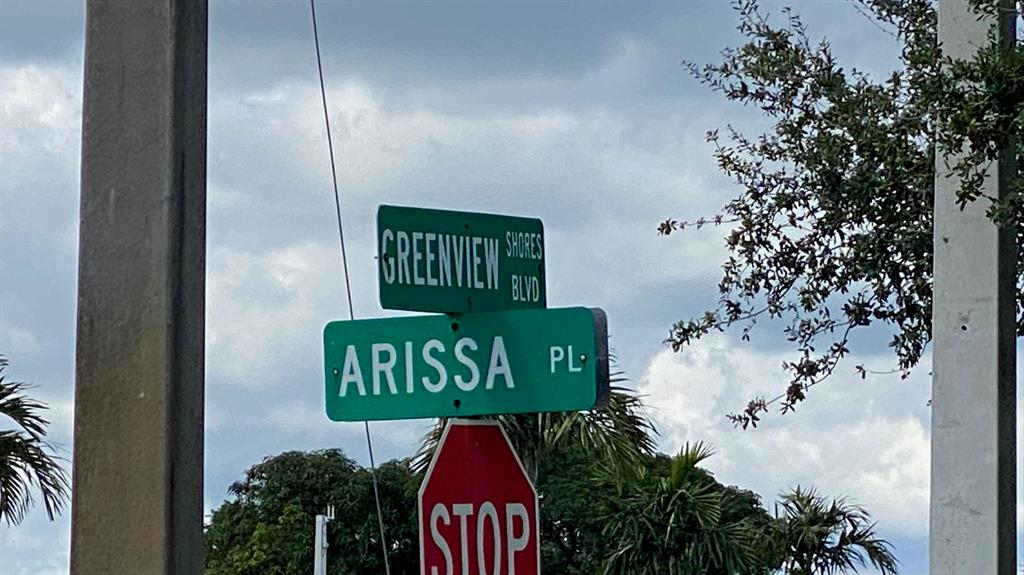 GREENVIEW SHORES BLVD
ARISSA PL
STOP